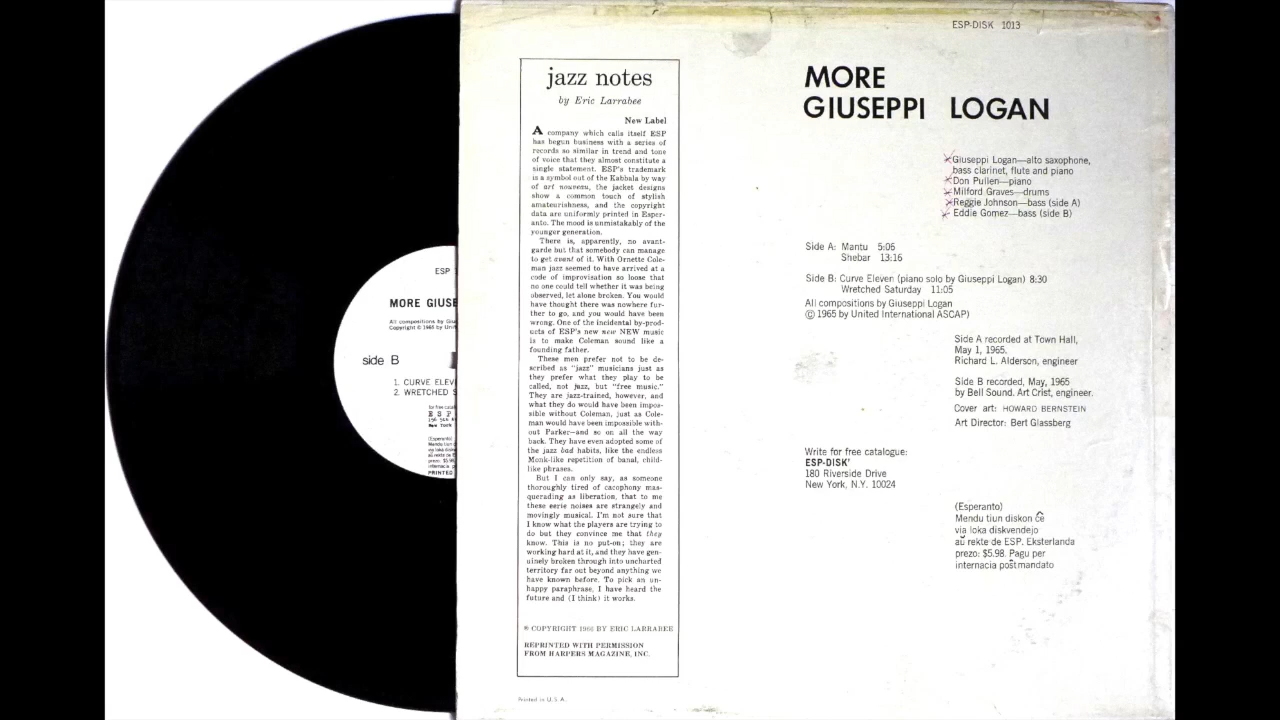 ESP-DISK 1013
MORE
GIUSEPPI LOGAN
Giuseppi Logan—alto saxophone,
bass clarinet, flute and piano
Don Pullen—piano
Milford Graves—drums
Reggie Johnson—bass (side A)
Eddie Gomez—bass (side B)
Side A: Mantu 5:06
Shebar 13:16
Side B: Curve Eleven (piano solo by Giuseppi Logan) 8:30
Wretched Saturday 11:05
All compositions by Giuseppi Logan
Ⓒ 1965 by United International ASCAP)
Side A recorded at Town Hall,
May 1, 1965.
Richard L. Alderson, engineer
Side B recorded, May, 1965
by Bell Sound. Art Crist, engineer.
Cover art: HOWARD BERNSTEIN
Art Director: Bert Glassberg
Write for free catalogue:
ESP-DISK'
180 Riverside Drive
New York, N.Y. 10024
(Esperanto)
Mendu tiun diskon ĉe
via loka diskvendejo
aŭ rekte de ESP. Eksterlanda
prezo: $5.98. Pagu per
internacia poŝtmandato
jazz notes
by Eric Larrabee
New Label
A company which calls itself ESP
has begun business with a series of
records so similar in trend and tone
of voice that they almost constitute a
single statement. ESP's trademark
is a symbol out of the Kabbala by way
of art nouveau, the jacket designs
show a common touch of stylish
amateurishness, and the copyright
data are uniformly printed in Esper-
anto. The mood is unmistakably of the
younger generation.
There is, apparently, no avant-
garde but that somebody can manage
to get avant of it. With Ornette Cole-
man jazz seemed to have arrived at a
code of improvisation so loose that
no one could tell whether it was being
observed, let alone broken. You would
have thought there was nowhere fur-
ther to go, and you would have been
wrong. One of the incidental by-prod-
ucts of ESP's new new NEW music
is to make Coleman sound like a
founding father.
These men prefer not to be de-
scribed as "jazz" musicians just as
they prefer what they play to be
called, not jazz, but "free music."
They are jazz-trained, however, and
what they do would have been impos-
sible without Coleman, just as Cole-
man would have been impossible with-
out Parker—and so on all the way
back. They have even adopted some of
the jazz bad habits, like the endless
Monk-like repetition of banal, child-
like phrases.
But I can only say, as someone
thoroughly tired of cacophony mas-
querading as liberation, that to me
these eerie noises are strangely and
movingly musical. I'm not sure that
I know what the players are trying to
do but they convince me that they
know. This is no put-on; they are
working hard at it, and they have gen-
uinely broken through into uncharted
territory far out beyond anything we
have known before. To pick an un-
happy paraphrase, I have heard the
future and (I think) it works.
® COPYRIGHT 1966 BY ERIC LARRABEE
REPRINTED WITH PERMISSION
FROM HARPERS MAGAZINE, INC.
Printed in U.S.A.
ESP
MORE GIUSE
All compositions by Giu
Copyright © 1965 by Unit
side B
1. CURVE ELEV
2. WRETCHED S
for free catal
E S P
New York
(Esperanto)
Mendu tiun d
prezo: $5.98
internacia p
PRINTED